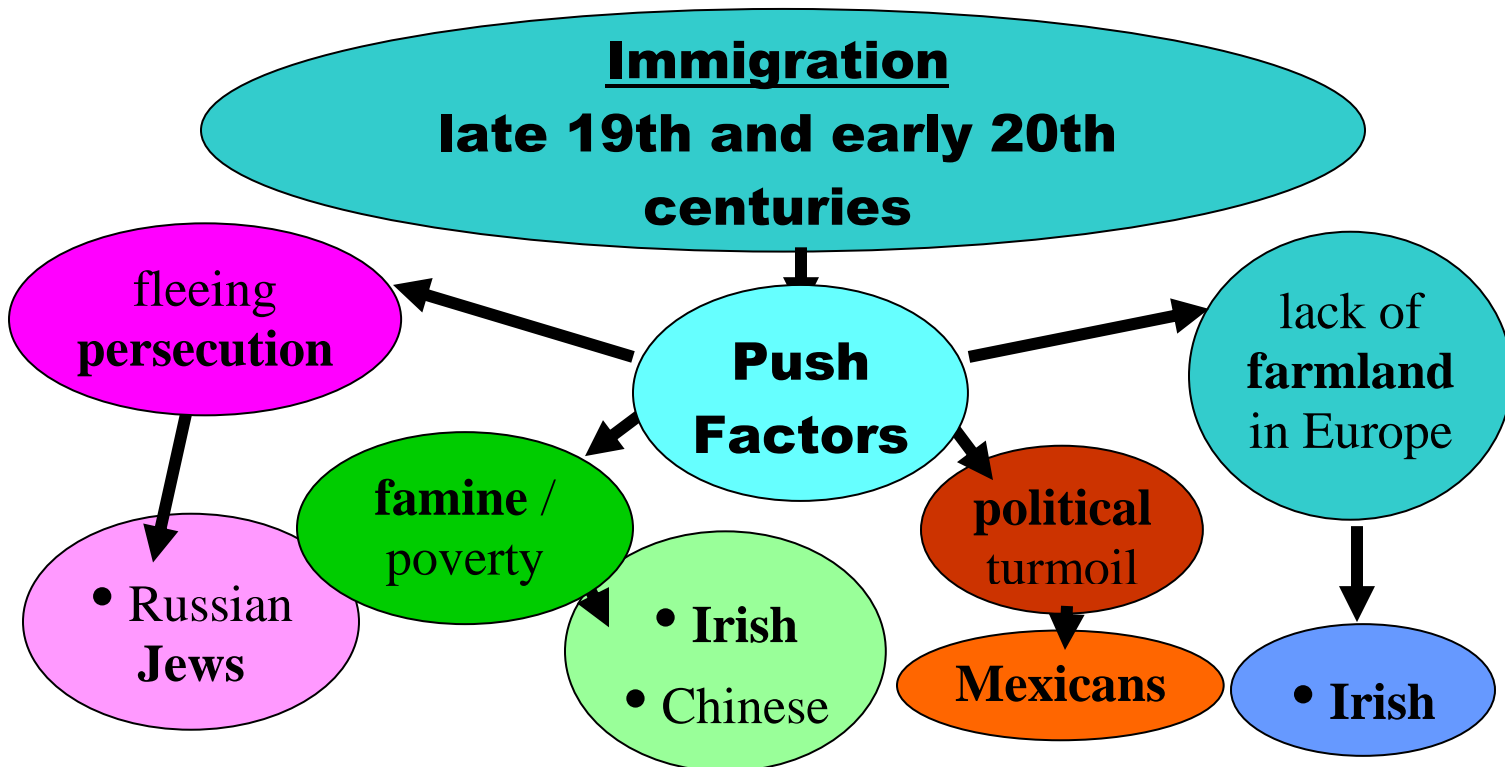 Immigration
late 19th and early 20th
centuries
fleeing
persecution
Push
Factors
lack of
farmland
in Europe
famine /
poverty
political
turmoil
• Russian
Jews
• Irish
• Chinese
Mexicans
• Irish